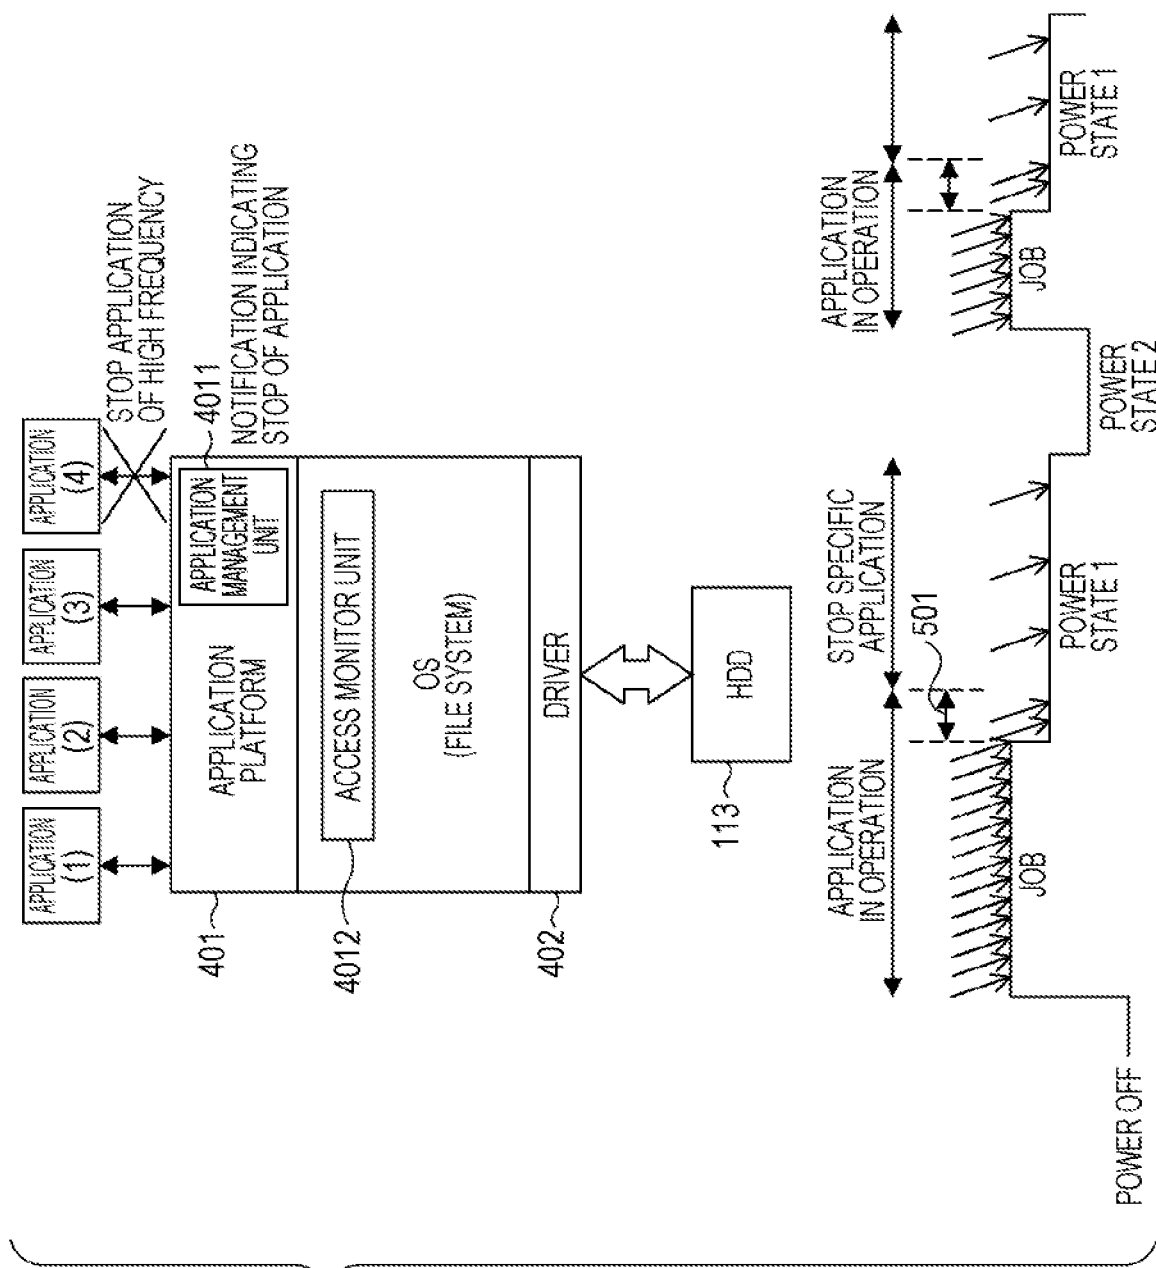 APPLICATION
(1)
APPLICATION
(2)
APPLICATION
(3)
APPLICATION
(4)
STOP APPLICATION
OF HIGH FREQUENCY
401
APPLICATION
PLATFORM
APPLICATION
MANAGEMENT
UNIT
4011
NOTIFICATION INDICATING
STOP OF APPLICATION
4012
ACCESS MONITOR UNIT
OS
(FILE SYSTEM)
402
DRIVER
113
HDD
APPLICATION
IN OPERATION
STOP SPECIFIC
APPLICATION
501
APPLICATION
IN OPERATION
POWER OFF
JOB
POWER
STATE 1
POWER
STATE 2
JOB
POWER
STATE 1